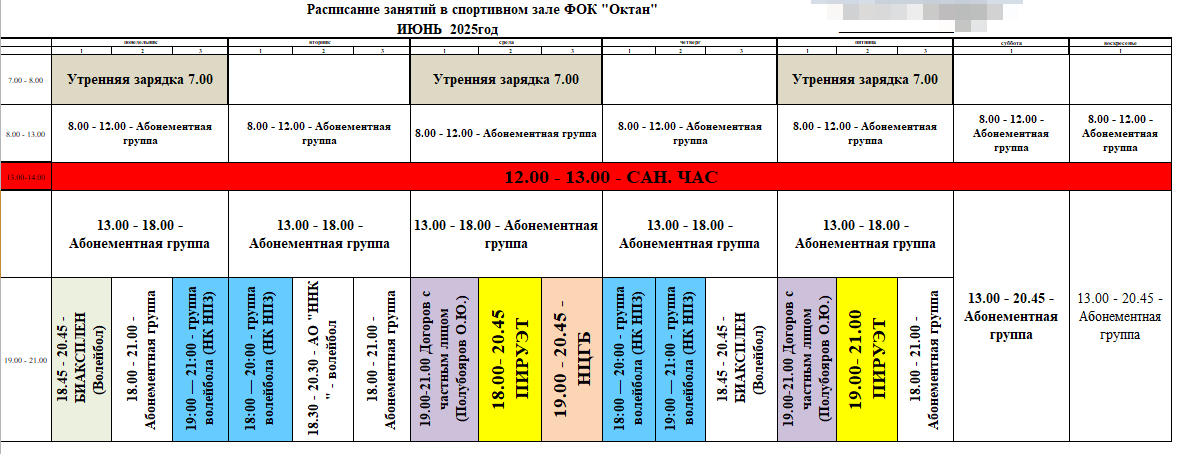 Расписание занятий в спортивном зале ФОК "Октан"
ИЮНЬ 2025год
понедельник
вторник
среда
четверг
пятница
суббота
воскресенье
1
2
3
1
2
3
1
2
3
1
2
3
1
2
3
1
1
7.00 - 8.00
Утренняя зарядка 7.00
Утренняя зарядка 7.00
Утренняя зарядка 7.00
8.00 - 13.00
8.00 - 12.00 - Абонементная
группа
8.00 - 12.00 - Абонементная
группа
8.00 - 12.00 - Абонементная группа
8.00 - 12.00 - Абонементная
группа
8.00 - 12.00 - Абонементная
группа
8.00 - 12.00 -
Абонементная
группа
8.00 - 12.00 -
Абонементная
группа
13.00-14.00
12.00 - 13.00 - САН. ЧАС
13.00 - 18.00 -
Абонементная группа
13.00 - 18.00 -
Абонементная группа
13.00 - 18.00 - Абонементная
группа
13.00 - 18.00 -
Абонементная группа
13.00 - 18.00 -
Абонементная группа
19.00 - 21.00
18.45 - 20.45 -
БИАКСПЛЕН
(Волейбол)
18.00 - 21.00 -
Абонементная группа
19:00 — 21:00 - группа
волейбола (НК НПЗ)
18:00 — 20:00 - группа
волейбола (НК НПЗ)
18.30 - 20.30 - АО "ННК
" - волейбол
18.00 - 21.00 -
Абонементная группа
19.00-21.00 Догоров с
частным лицом
(Полубояров О.Ю.)
18.00- 20.45
ПИРУЭТ
19.00 - 20.45 -
НЦГБ
18:00 — 20:00 - группа
волейбола (НК НПЗ)
19:00 — 21:00 - группа
волейбола (НК НПЗ)
18.45 - 20.45 -
БИАКСПЛЕН
(Волейбол)
19.00-21.00 Догоров с
частным лицом
(Полубояров О.Ю.)
19.00-21.00
ПИРУЭТ
18.00 - 21.00 -
Абонементная группа
13.00 - 20.45 -
Абонементная
группа
13.00 - 20.45 -
Абонементная
группа